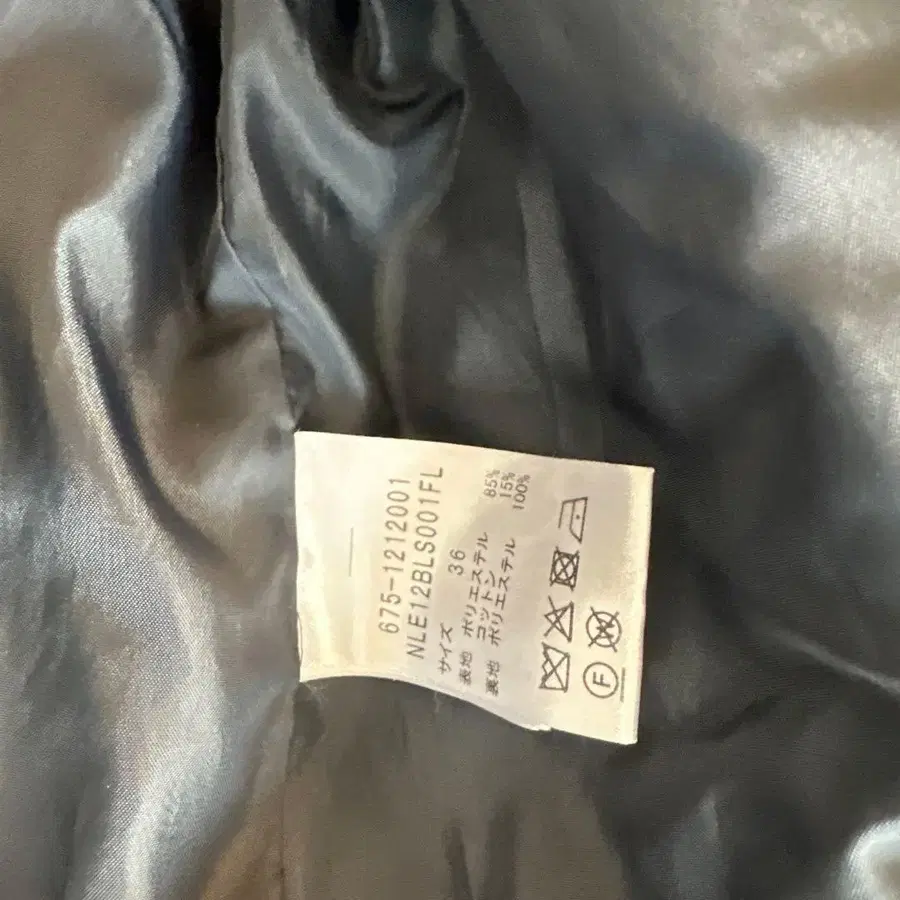 675-1212001
NLE12BLS001FL
サイズ 36
表地 ポリエステル 85%
コットン 15%
裏地 ポリエステル 100%
W
F